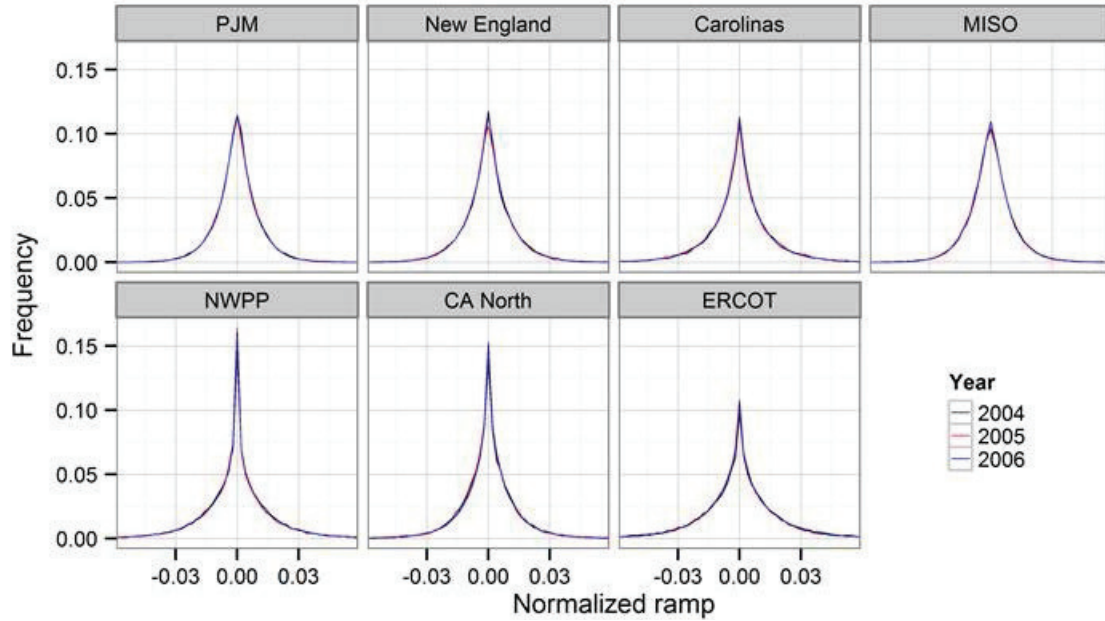 PJM
New England
Carolinas
MISO
0.15
0.10
0.05
0.00
NWPP
CA North
ERCOT
0.15
0.10
0.05
0.00
Frequency
-0.03 0.00 0.03
-0.03 0.00 0.03
-0.03 0.00 0.03
Normalized ramp
Year
2004
2005
2006